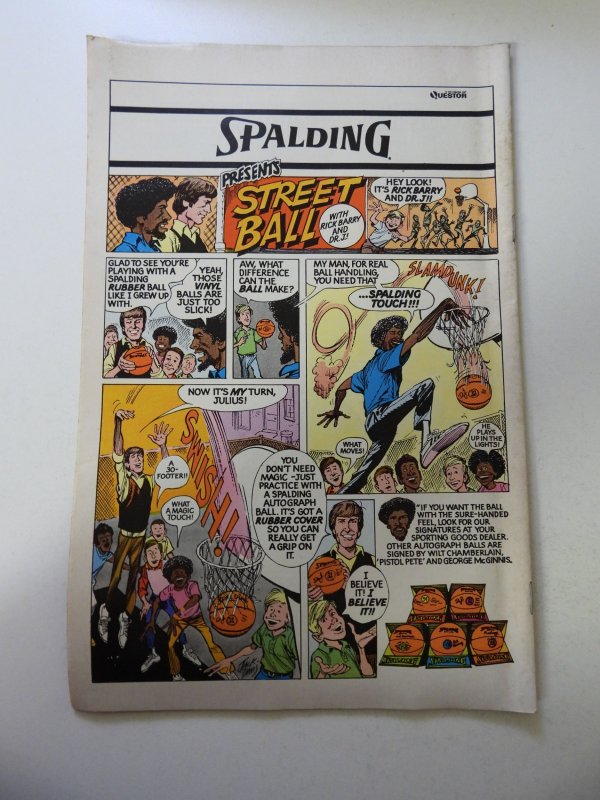 A DIVISION OF
QUESTOR
SPALDING
PRESENTS
STREET
BALL
WITH
RICK BARRY
AND
DR.J!
HEY LOOK!
IT'S RICK BARRY
AND DR.J!!
GLAD TO SEE YOU'RE
PLAYING WITH A
SPALDING
RUBBER BALL
LIKE I GREW UP
WITH.
YEAH,
THOSE
VINYL
BALLS ARE
JUST TOO
SLICK!
AW, WHAT
DIFFERENCE
CAN THE
BALL MAKE?
MY MAN, FOR REAL
BALL HANDLING,
YOU NEED THAT
...SPALDING
TOUCH!!!
SLAMDUNK!
WHAT
MOVES!
HE
PLAYS
UP IN THE
LIGHTS!
NOW IT'S MY TURN,
JULIUS!
SWISH!
A
30-
FOOTER!!
WHAT
A MAGIC
TOUCH!
YOU
DON'T NEED
MAGIC -JUST
PRACTICE WITH
A SPALDING
AUTOGRAPH
BALL. IT'S GOT A
RUBBER COVER
SO YOU CAN
REALLY GET
A GRIP ON
IT.
I
BELIEVE
IT! I
BELIEVE
IT!!
"IF YOU WANT THE BALL
WITH THE SURE-HANDED
FEEL, LOOK FOR OUR
SIGNATURES AT YOUR
SPORTING GOODS DEALER.
OTHER AUTOGRAPH BALLS ARE
SIGNED BY WILT CHAMBERLAIN,
'PISTOL PETE' AND GEORGE McGINNIS.